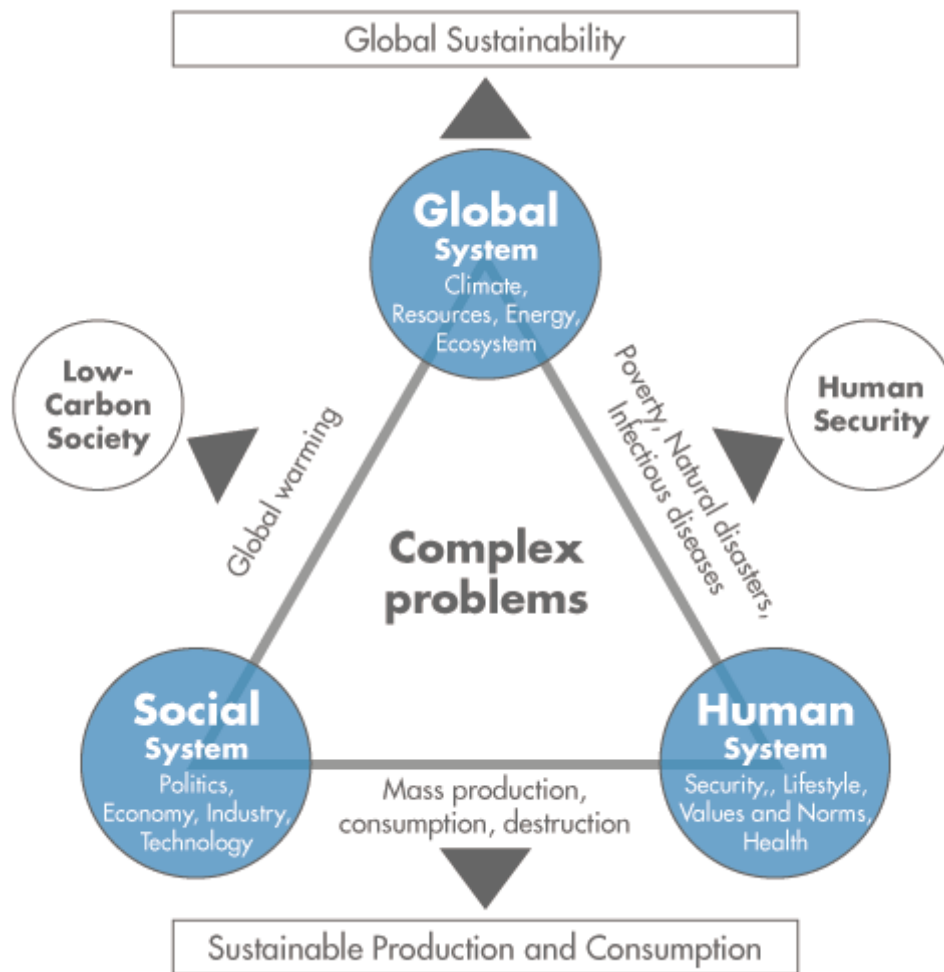 Global Sustainability
Global
System
Climate,
Resources, Energy,
Ecosystem
Low-
Carbon
Society
Human
Security
Global warming
Poverty, Natural disasters,
Infectious diseases
Complex
problems
Social
System
Politics,
Economy, Industry,
Technology
Human
System
Security,, Lifestyle,
Values and Norms,
Health
Mass production,
consumption, destruction
Sustainable Production and Consumption